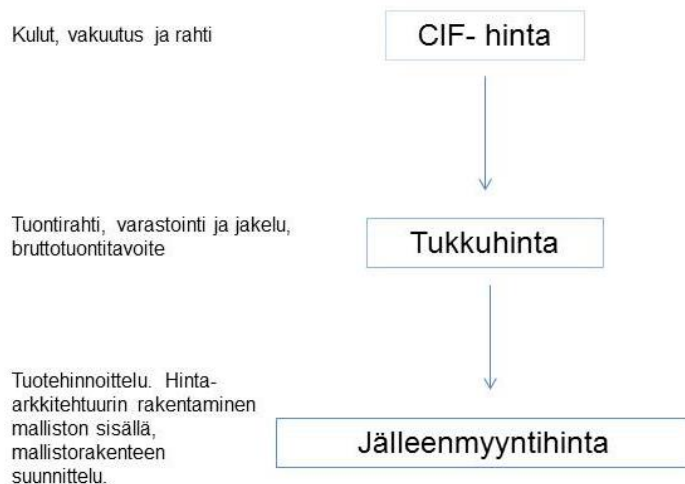 Kulut, vakuutus ja rahti
CIF- hinta
Tuontirahti, varastointi ja jakelu,
bruttotuontitavoite
Tukkuhinta
Tuotehinnoittelu. Hinta-
arkkitehtuurin rakentaminen
malliston sisällä,
mallistorakenteen
suunnittelu.
Jälleenmyyntihinta